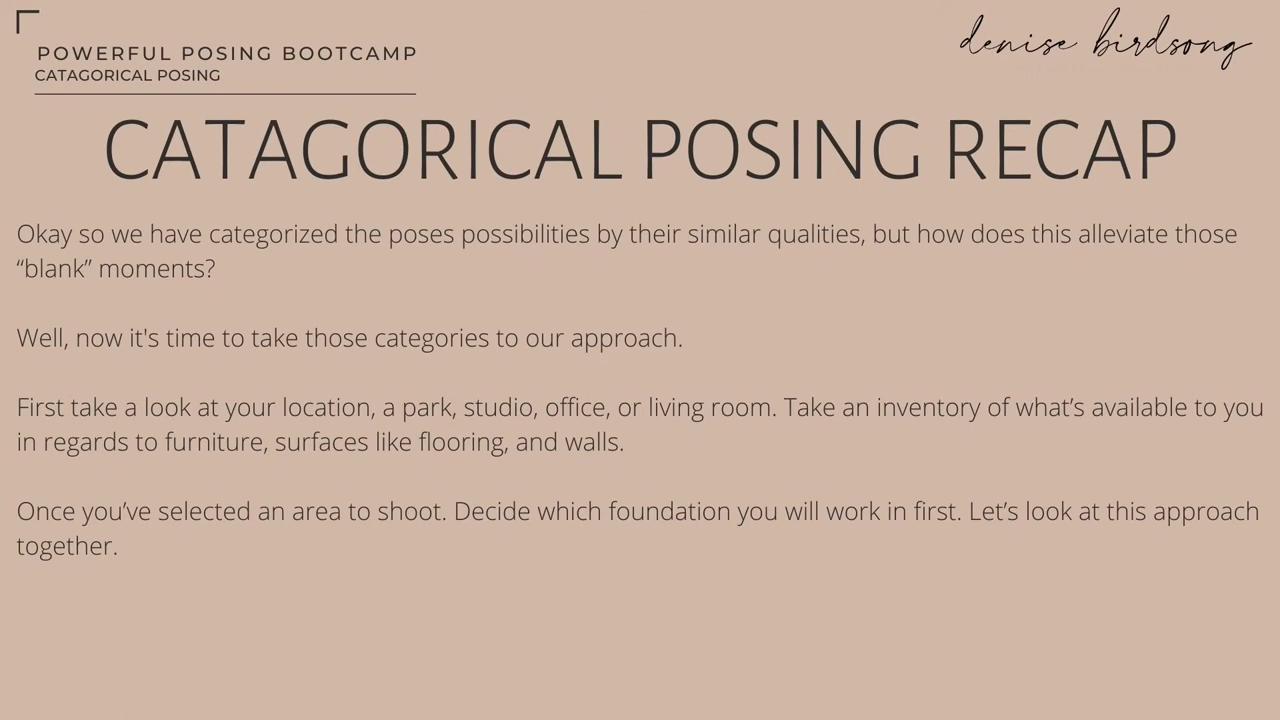 POWERFUL POSING BOOTCAMP
CATAGORICAL POSING
denise birdsong
CATAGORICAL POSING RECAP
Okay so we have categorized the poses possibilities by their similar qualities, but how does this alleviate those
“blank” moments?
Well, now it's time to take those categories to our approach.
First take a look at your location, a park, studio, office, or living room. Take an inventory of what’s available to you
in regards to furniture, surfaces like flooring, and walls.
Once you’ve selected an area to shoot. Decide which foundation you will work in first. Let’s look at this approach
together.